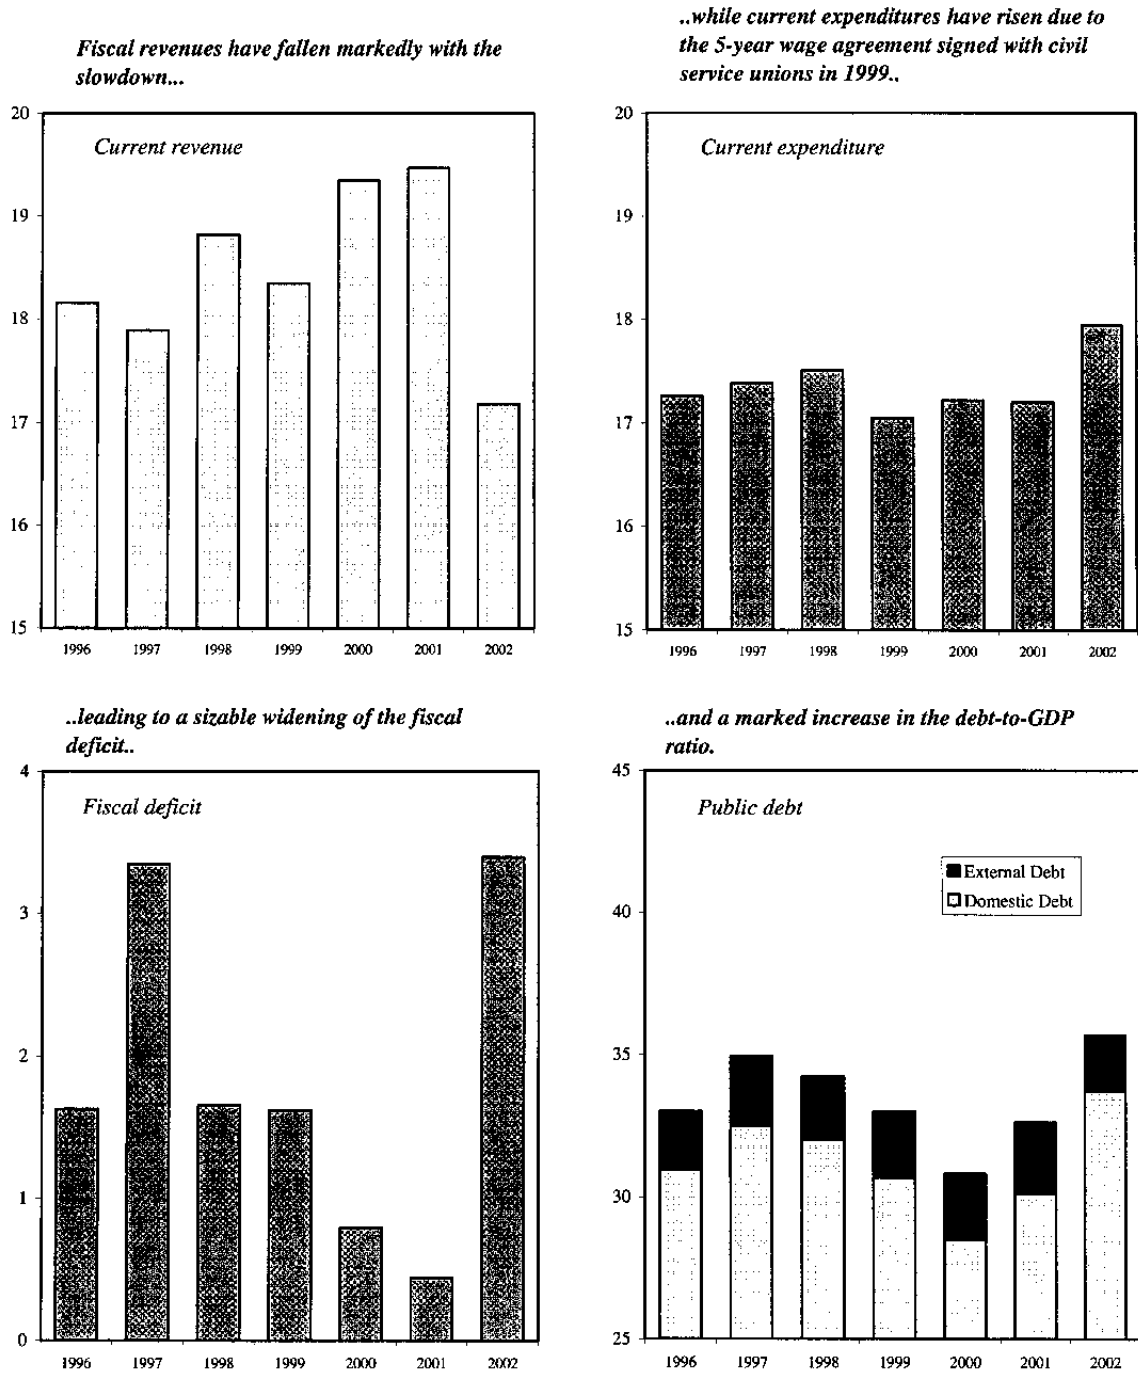 Fiscal revenues have fallen markedly with the
slowdown...
20
Current revenue
19
18
17
16
15
1996 1997 1998 1999 2000 2001 2002
..while current expenditures have risen due to
the 5-year wage agreement signed with civil
service unions in 1999..
20
Current expenditure
19
18
17
16
15
1996 1997 1998 1999 2000 2001 2002
..leading to a sizable widening of the fiscal
deficit..
4
Fiscal deficit
3
2
1
0
1996 1997 1998 1999 2000 2001 2002
..and a marked increase in the debt-to-GDP
ratio.
45
Public debt
External Debt
Domestic Debt
40
35
30
25
1996 1997 1998 1999 2000 2001 2002